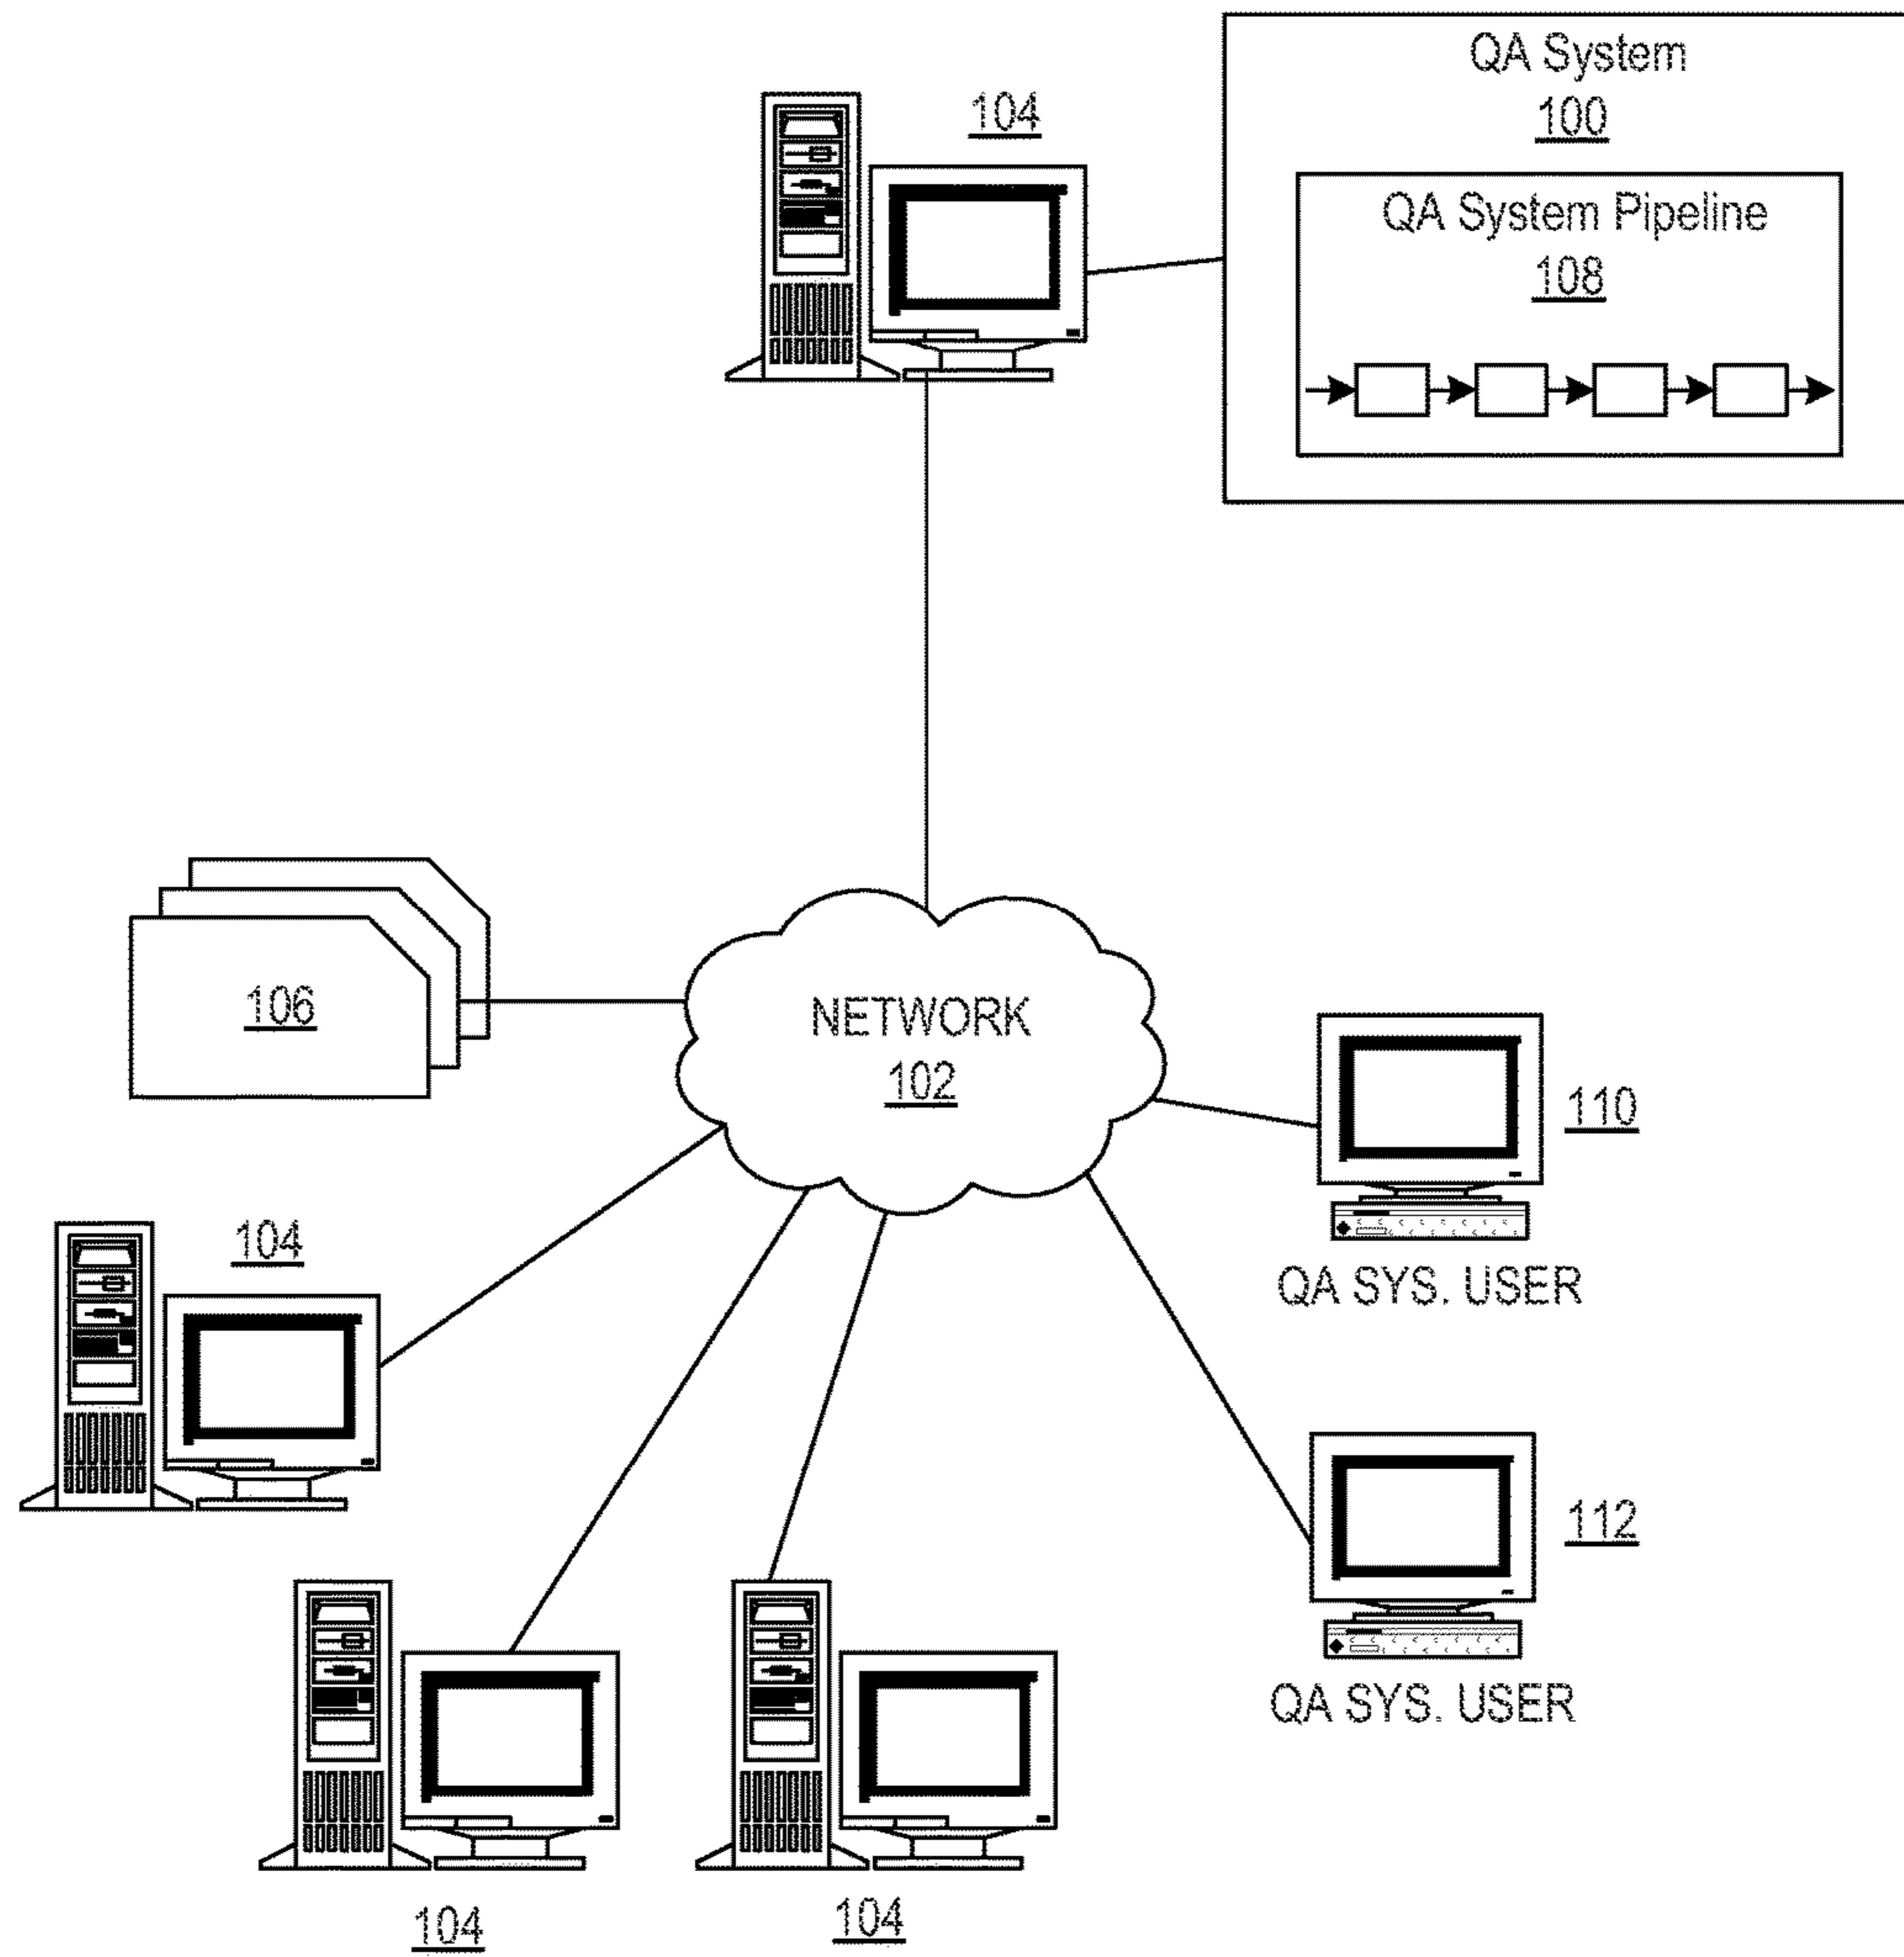 QA System
100
104
QA System Pipeline
108
106
NETWORK
102
110
QA SYS. USER
104
112
QA SYS. USER
104
104